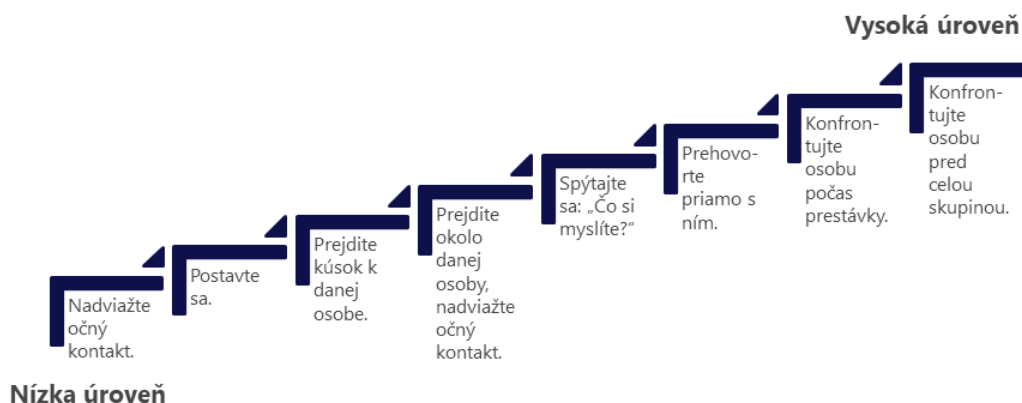 Vysoká úroveň
Nadviažte
očný
kontakt.
Postavte
sa.
Prejdite
kúsok k
danej
osobe.
Prejdite
okolo
danej
osoby,
nadviažte
očný
kontakt.
Spýtajte
sa: „Čo si
myslíte?“
Prehovo-
rte
priamo s
ním.
Konfron-
tujte
osobu
počas
prestávky.
Konfron-
tujte
osobu
pred
celou
skupinou.
Nízka úroveň